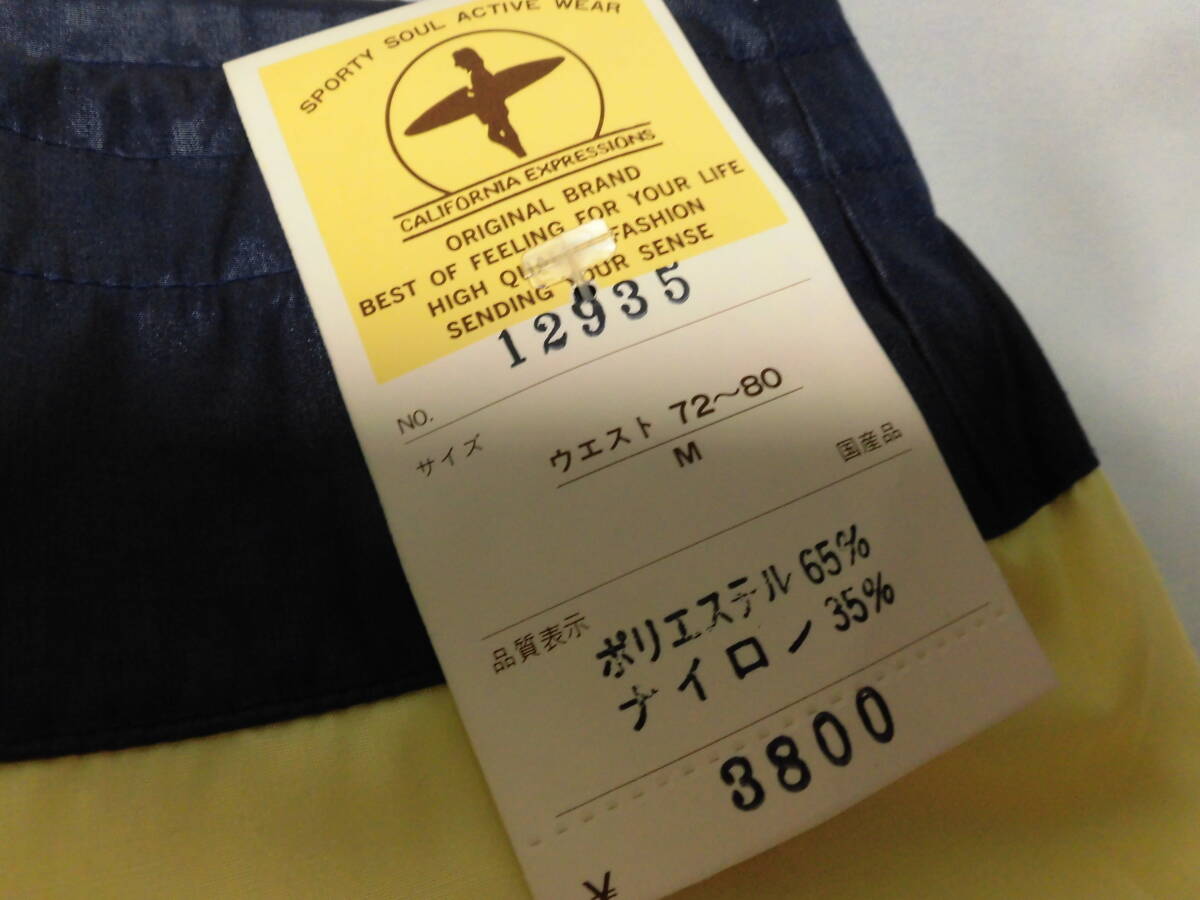 SPORTY SOUL ACTIVE WEAR
CALIFORNIA EXPRESSIONS
ORIGINAL BRAND
BEST OF FEELING FOR YOUR LIFE
HIGH FASHION
SENDING YOUR SENSE
NO. 12935
サイズ ウエスト 72〜80
M
国産品
品質表示 ポリエステル 65%
ナイロン 35%
3800
¥